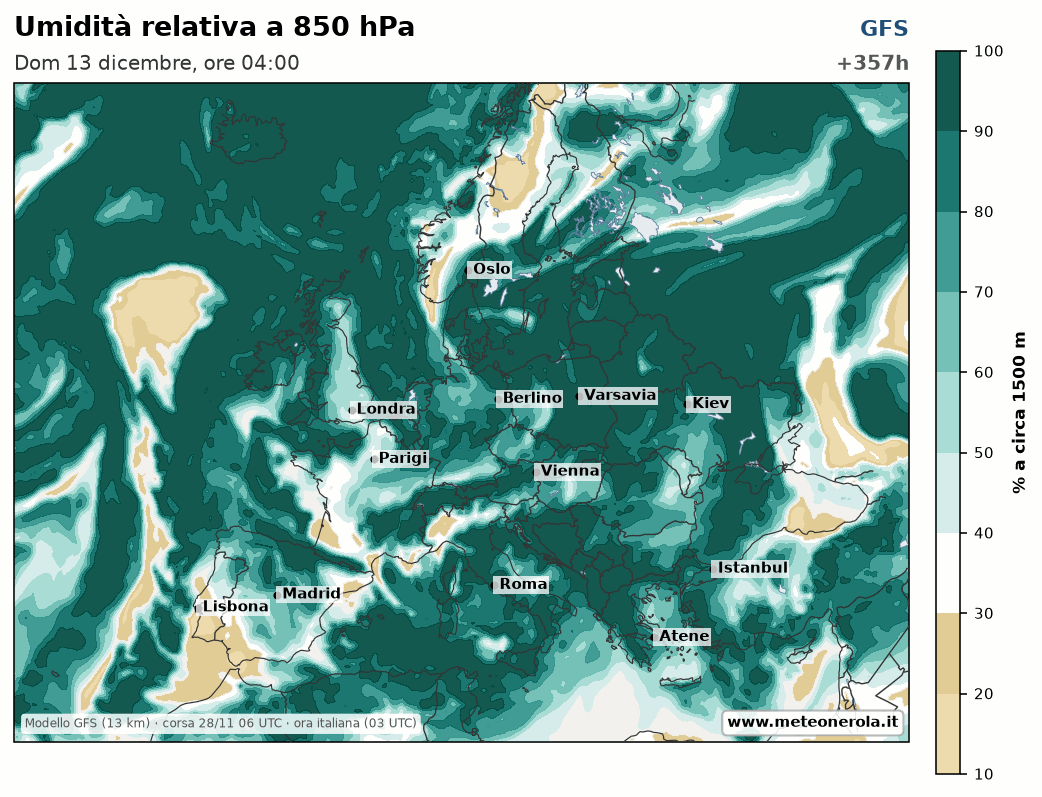 Umidità relativa a 850 hPa
GFS
Dom 13 dicembre, ore 04:00
+357h
100
90
80
70
60
50
40
30
20
10
% a circa 1500 m
Oslo
Berlino
Varsavia
Kiev
Londra
Parigi
Vienna
Istanbul
Roma
Madrid
Lisbona
Atene
Modello GFS (13 km) · corsa 28/11 06 UTC · ora italiana (03 UTC)
www.meteonerola.it